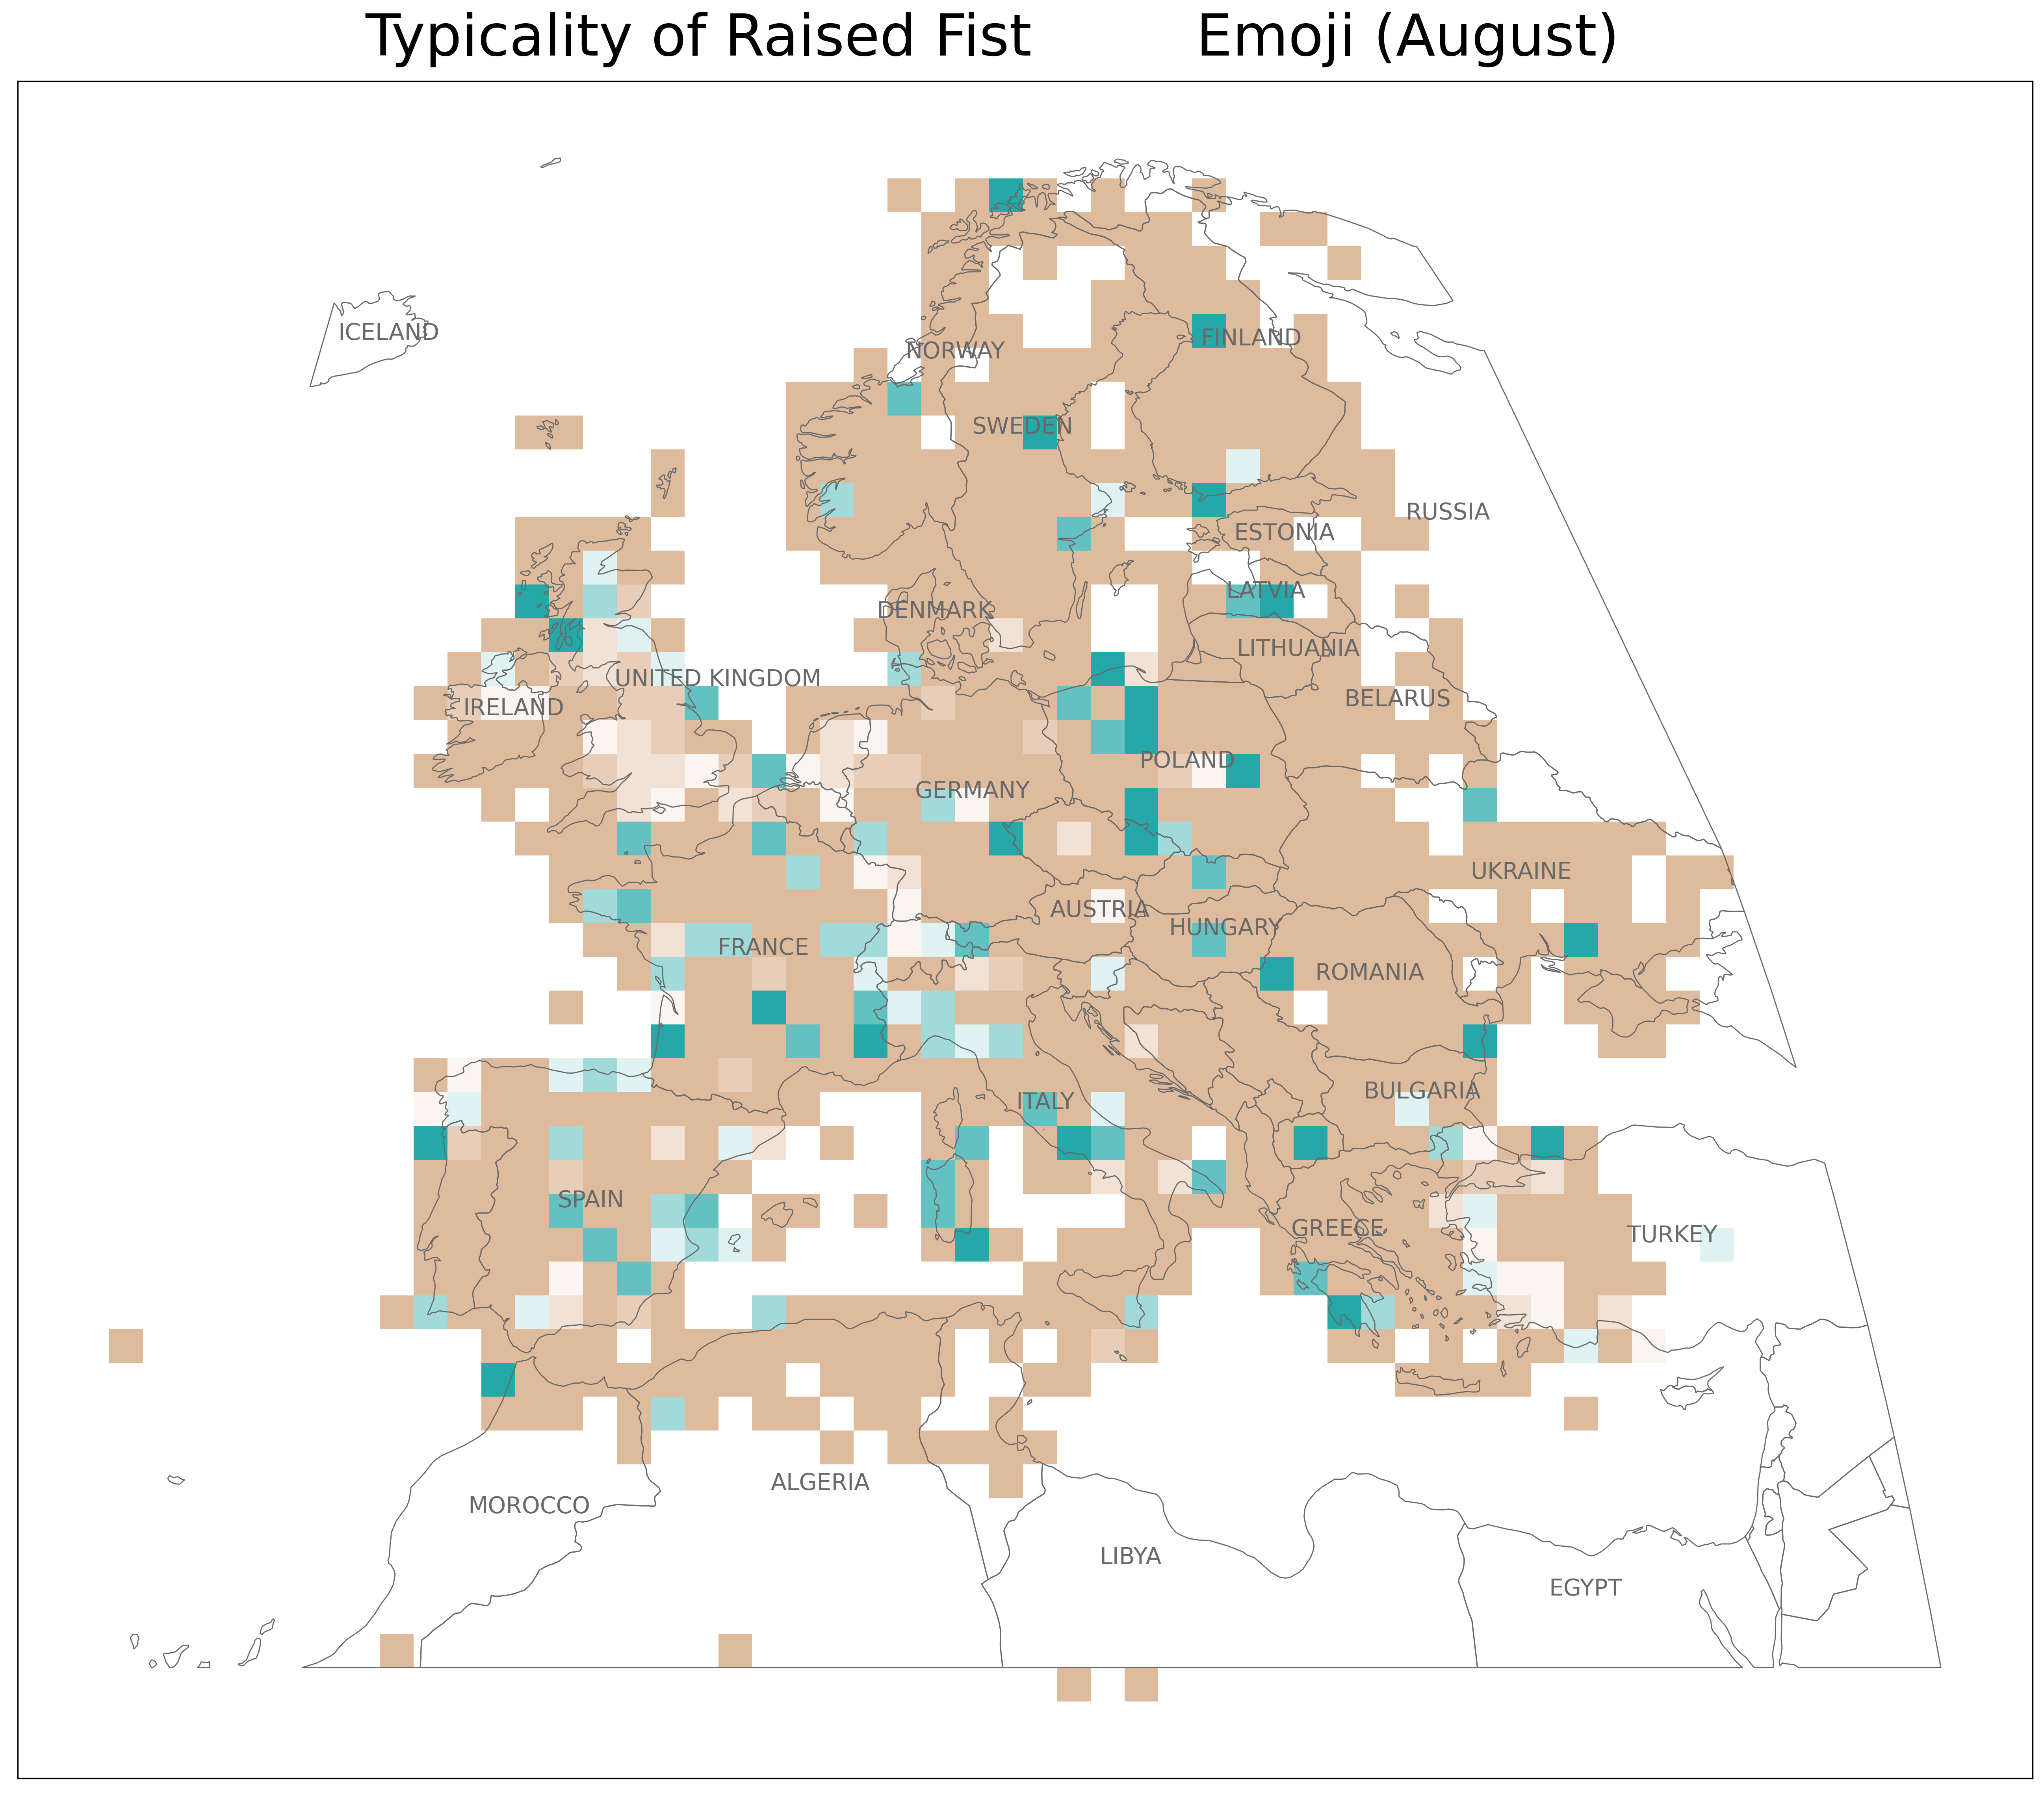 Typicality of Raised Fist Emoji (August)
ICELAND
FINLAND
NORWAY
SWEDEN
RUSSIA
ESTONIA
LATVIA
DENMARK
LITHUANIA
UNITED KINGDOM
BELARUS
IRELAND
POLAND
GERMANY
UKRAINE
AUSTRIA
HUNGARY
FRANCE
ROMANIA
BULGARIA
ITALY
SPAIN
GREECE
TURKEY
ALGERIA
MOROCCO
LIBYA
EGYPT